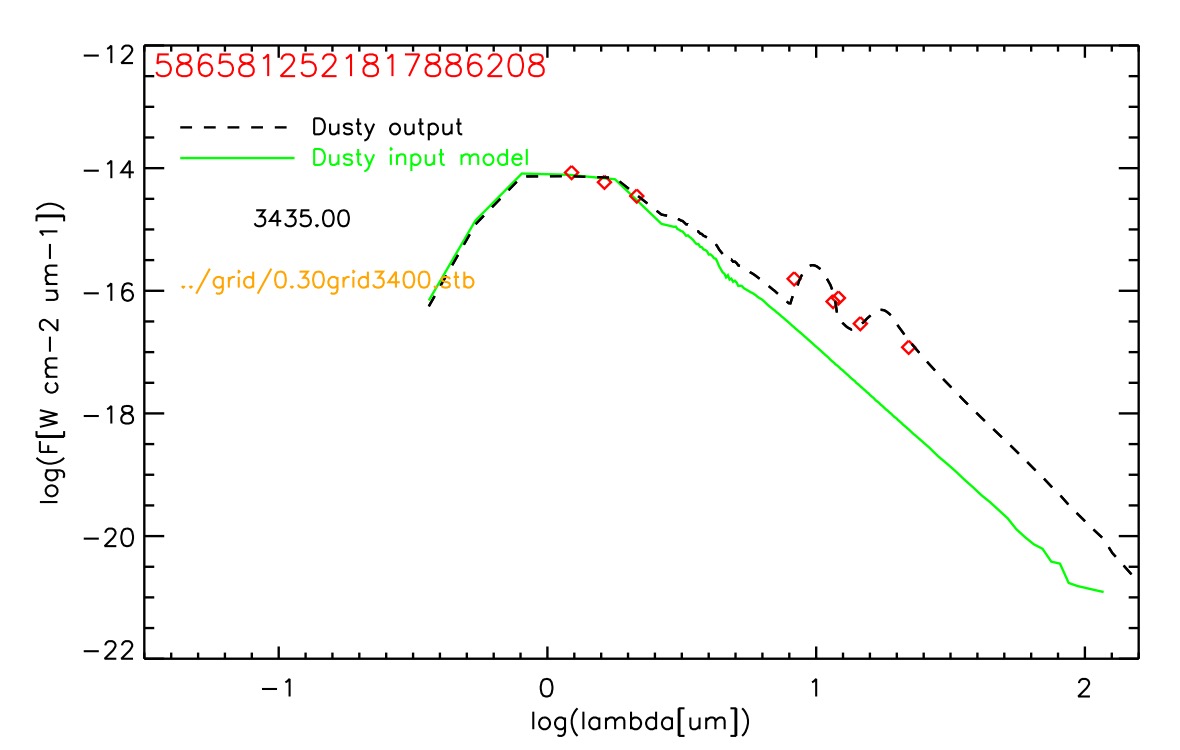 5865812521817886208
Dusty output
Dusty input model
3435.00
../grid/0.30grid3400.stb
-12
-14
-16
-18
-20
-22
log(F[W cm-2 um-1])
-1 0 1 2
log(lambda[um])